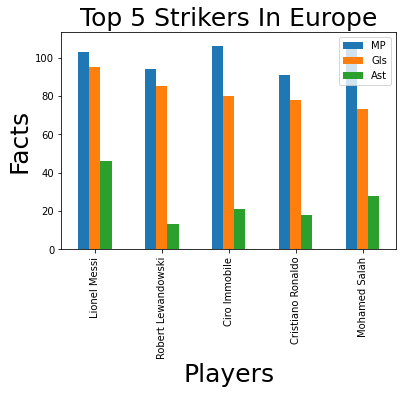 Top 5 Strikers In Europe
MP
Gls
Ast
Facts
100
80
60
40
20
0
Lionel Messi
Robert Lewandowski
Ciro Immobile
Cristiano Ronaldo
Mohamed Salah
Players